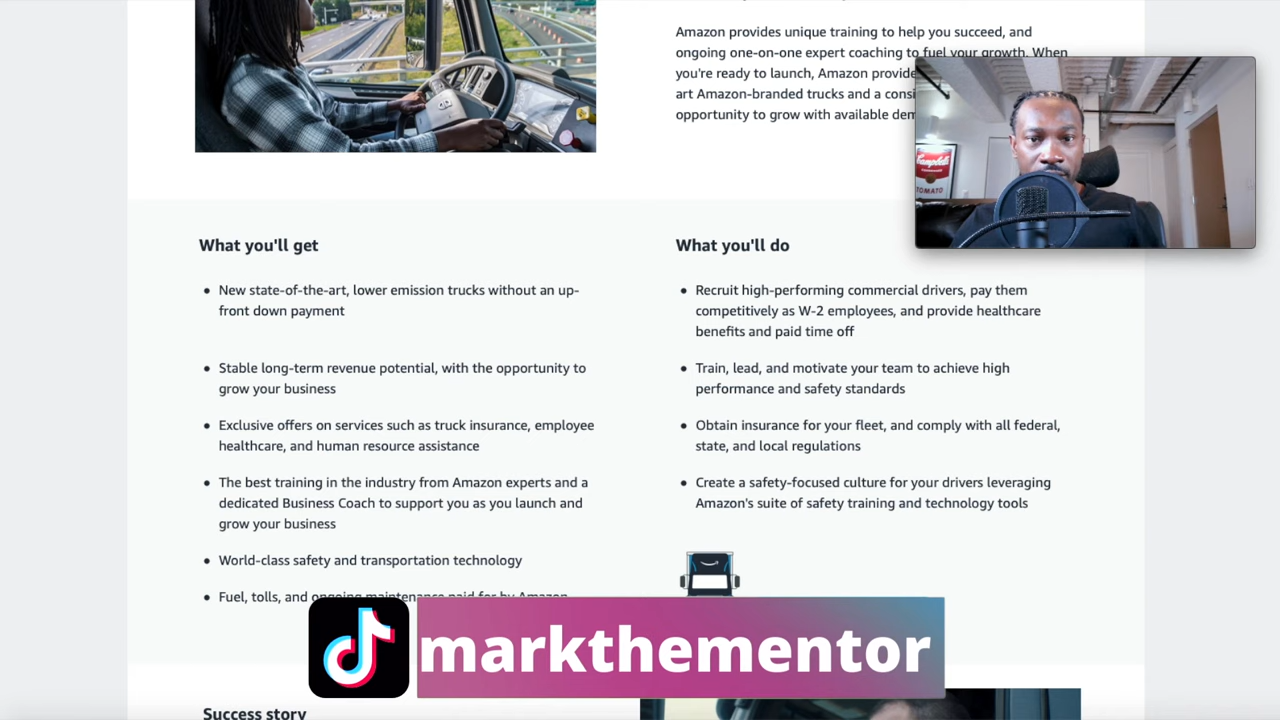 Amazon provides unique training to help you succeed, and
ongoing one-on-one expert coaching to fuel your growth. When
you're ready to launch, Amazon provide
art Amazon-branded trucks and a consi
opportunity to grow with available dem
Campbell's
TOMATO
What you'll get
New state-of-the-art, lower emission trucks without an up-
front down payment
Stable long-term revenue potential, with the opportunity to
grow your business
Exclusive offers on services such as truck insurance, employee
healthcare, and human resource assistance
The best training in the industry from Amazon experts and a
dedicated Business Coach to support you as you launch and
grow your business
World-class safety and transportation technology
Fuel, tolls, and ongoing maintenance paid for by Amazon
What you'll do
Recruit high-performing commercial drivers, pay them
competitively as W-2 employees, and provide healthcare
benefits and paid time off
Train, lead, and motivate your team to achieve high
performance and safety standards
Obtain insurance for your fleet, and comply with all federal,
state, and local regulations
Create a safety-focused culture for your drivers leveraging
Amazon's suite of safety training and technology tools
markthementor
Success story